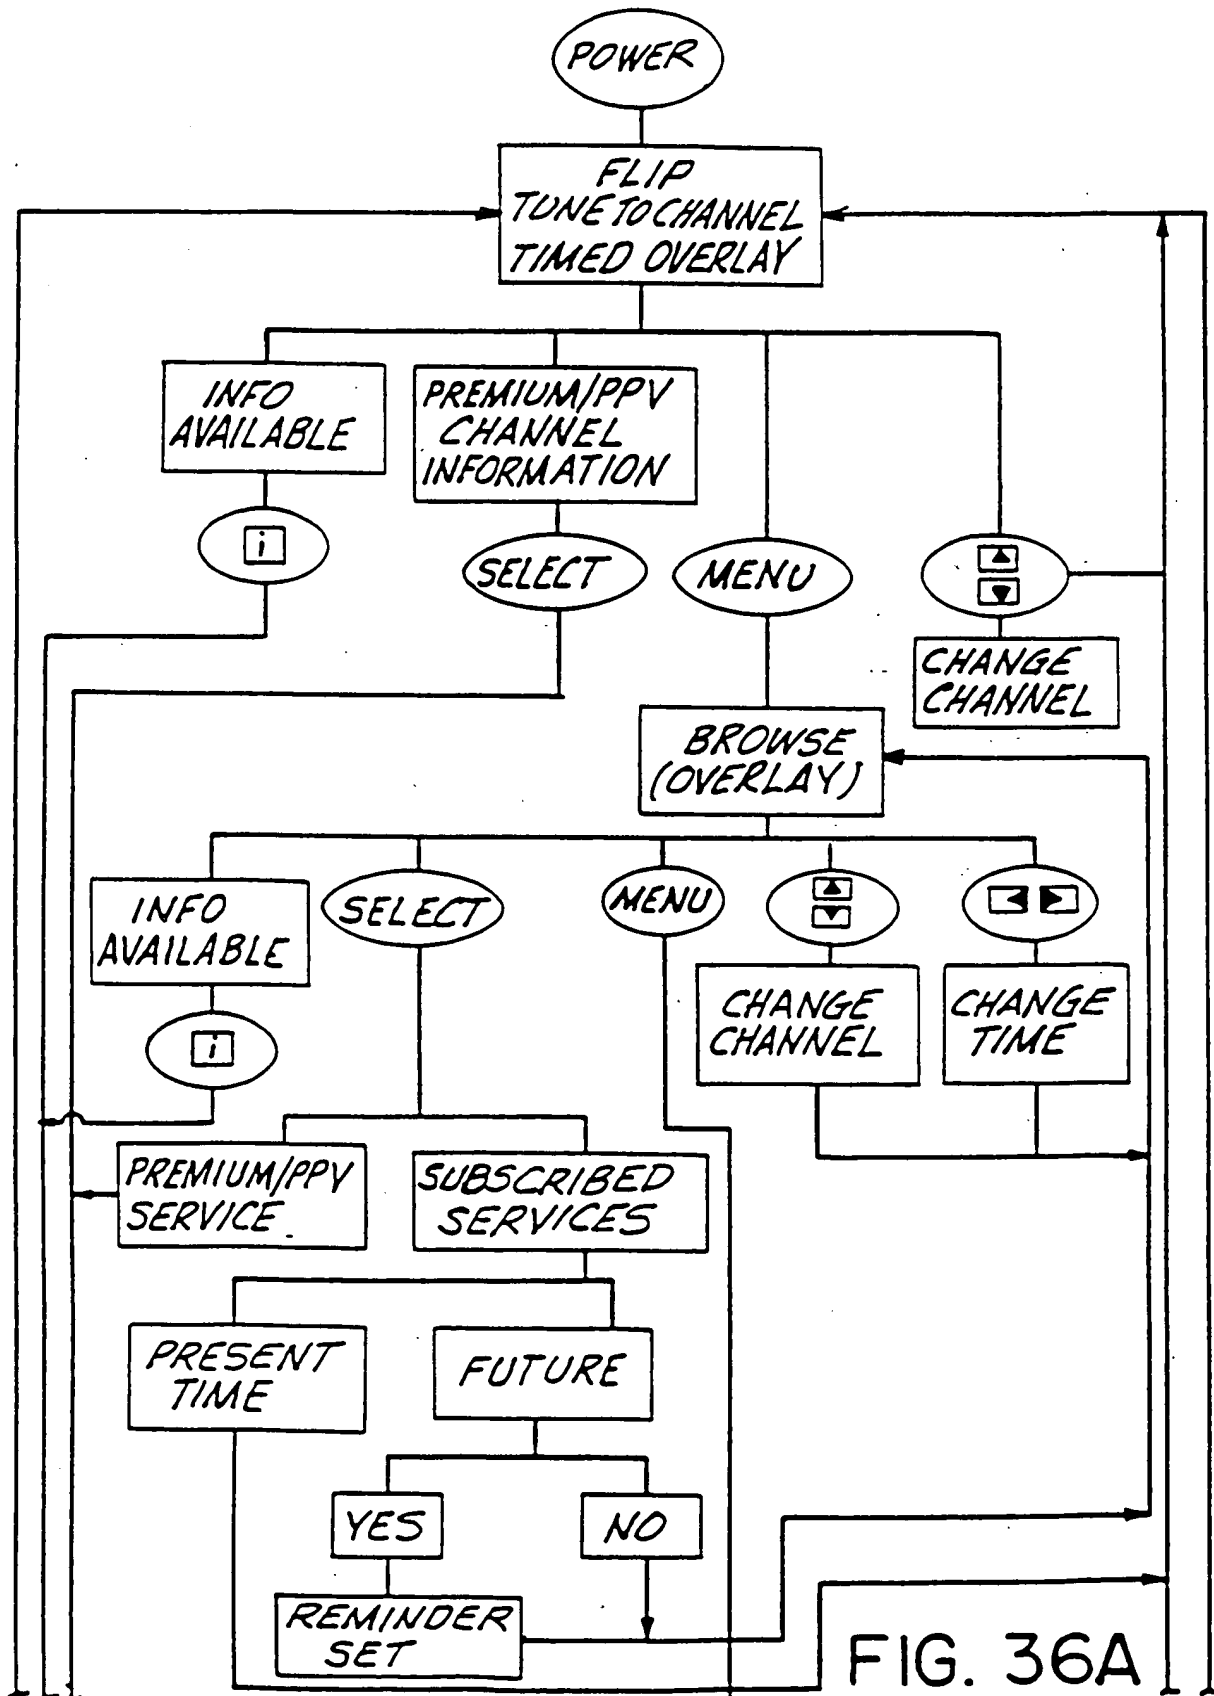 POWER
FLIP
TUNE TO CHANNEL
TIMED OVERLAY
INFO
AVAILABLE
i
PREMIUM/PPV
CHANNEL
INFORMATION
SELECT
MENU
CHANGE
CHANNEL
BROWSE
(OVERLAY)
INFO
AVAILABLE
i
SELECT
MENU
CHANGE
CHANNEL
CHANGE
TIME
PREMIUM/PPV
SERVICE
SUBSCRIBED
SERVICES
PRESENT
TIME
FUTURE
YES
NO
REMINDER
SET
FIG. 36A